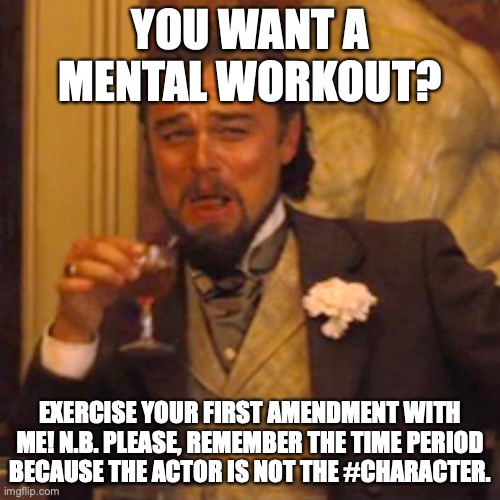 YOU WANT A
MENTAL WORKOUT?
EXERCISE YOUR FIRST AMENDMENT WITH
ME! N.B. PLEASE, REMEMBER THE TIME PERIOD
BECAUSE THE ACTOR IS NOT THE #CHARACTER.
imgflip.com